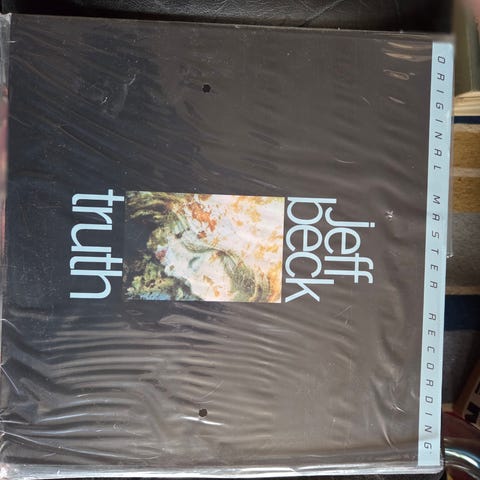 ORIGINAL MASTER RECORDING
jeff
beck
truth